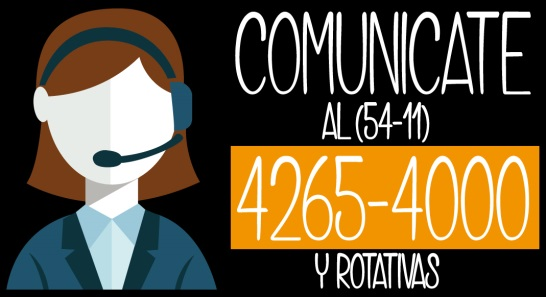 COMUNICATE
AL (54-11)
4265-4000
Y ROTATIVAS